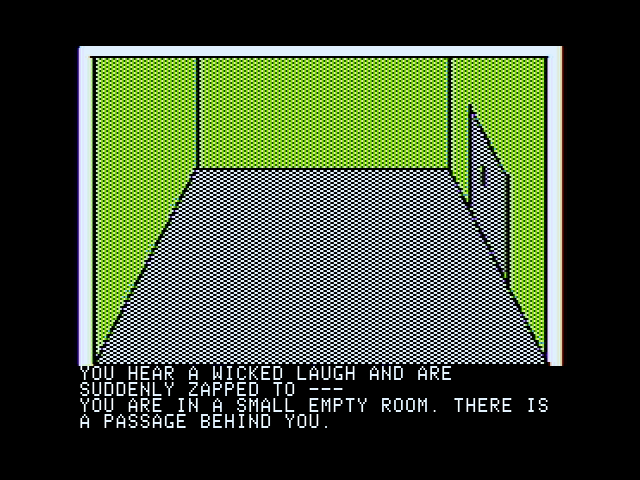 YOU HEAR A WICKED LAUGH AND ARE
SUDDENLY ZAPPED TO ---
YOU ARE IN A SMALL EMPTY ROOM. THERE IS
A PASSAGE BEHIND YOU.